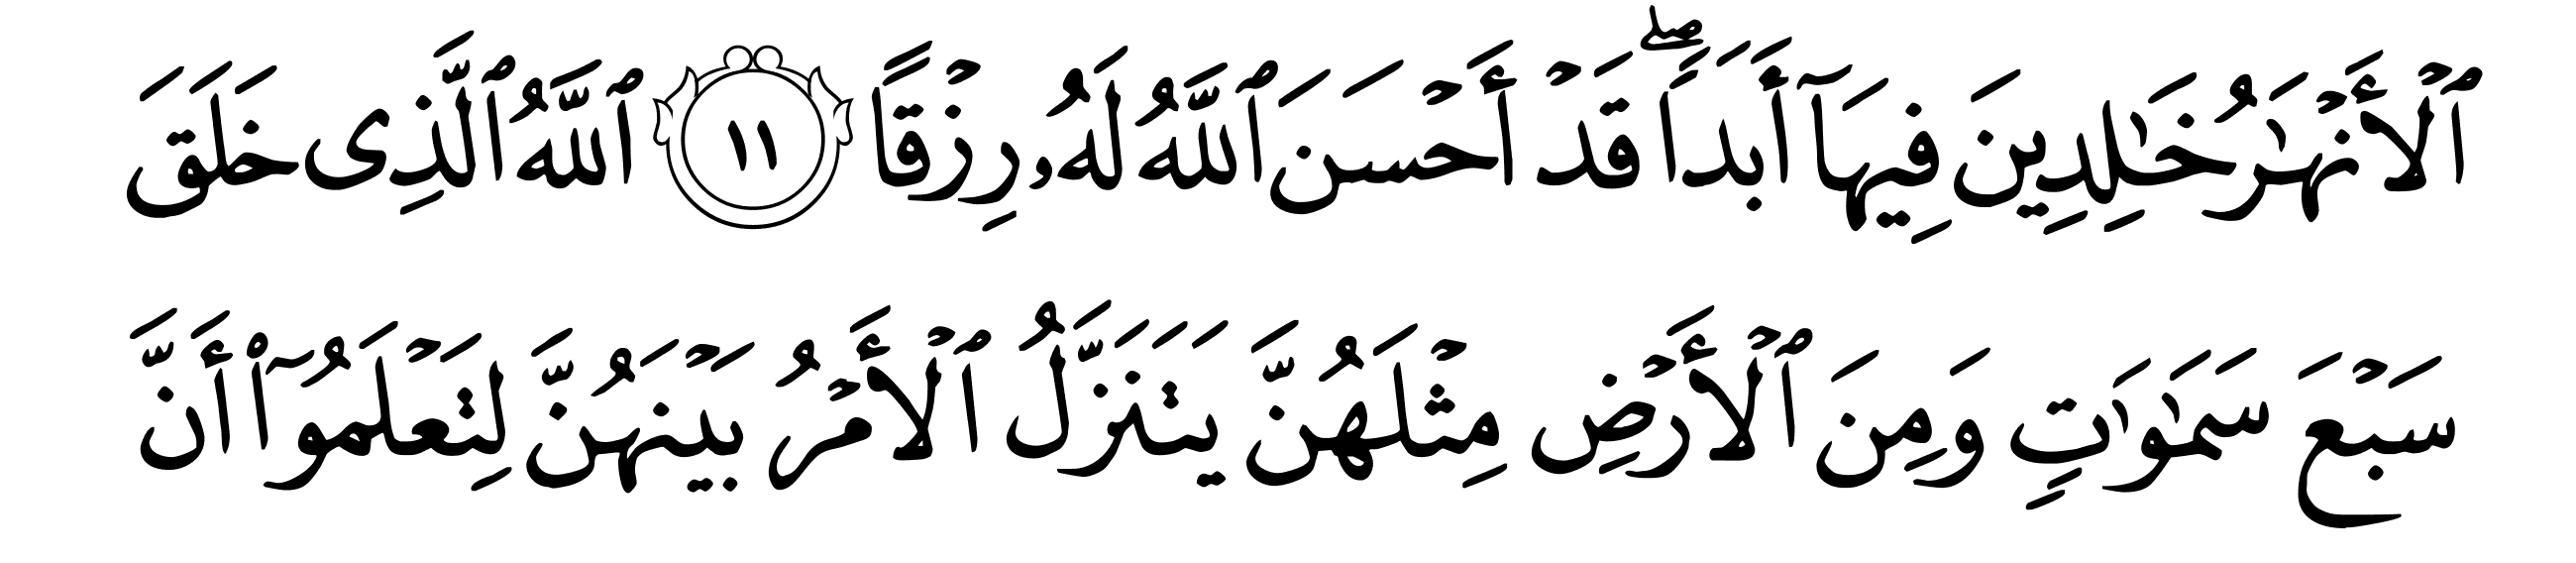 ٱلْأَنْهَـٰرُ خَـٰلِدِينَ فِيهَآ أَبَدًا ۖ قَدْ أَحْسَنَ ٱللَّهُ لَهُۥ رِزْقًا ١١ ٱللَّهُ ٱلَّذِى خَلَقَ
سَبْعَ سَمَـٰوَٰتٍ وَمِنَ ٱلْأَرْضِ مِثْلَهُنَّ يَتَنَزَّلُ ٱلْأَمْرُ بَيْنَهُنَّ لِتَعْلَمُوٓا۟ أَنَّ